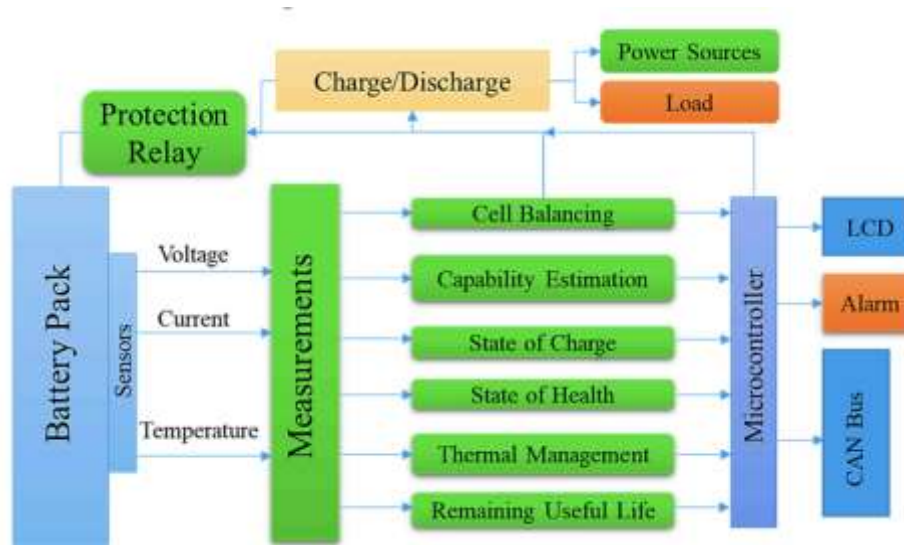 Power Sources
Charge/Discharge
Load
Protection
Relay
Cell Balancing
LCD
Voltage
Capability Estimation
Alarm
Current
State of Charge
Battery Pack
Sensors
Measurements
Microcontroller
State of Health
CAN Bus
Temperature
Thermal Management
Remaining Useful Life